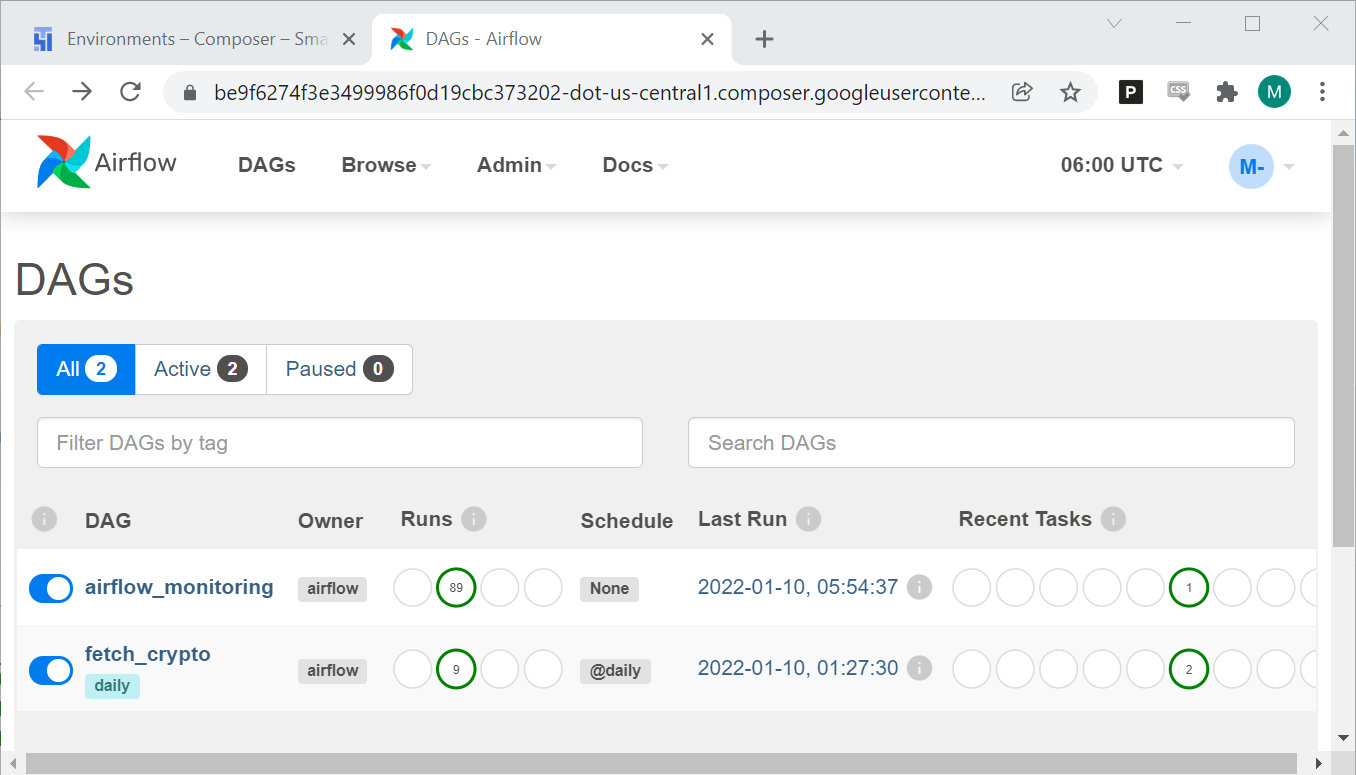 Environments – Composer – Sma
DAGs - Airflow
be9f6274f3e3499986f0d19cbc373202-dot-us-central1.composer.googleuserconte...
P
CSS
M
Airflow
DAGs
Browse
Admin
Docs
06:00 UTC
M-
DAGs
All 2
Active 2
Paused 0
Filter DAGs by tag
Search DAGs
i DAG Owner Runs i Schedule Last Run i Recent Tasks i
airflow_monitoring airflow 89 None 2022-01-10, 05:54:37 i 1
fetch_crypto airflow 9 @daily 2022-01-10, 01:27:30 i 2
daily